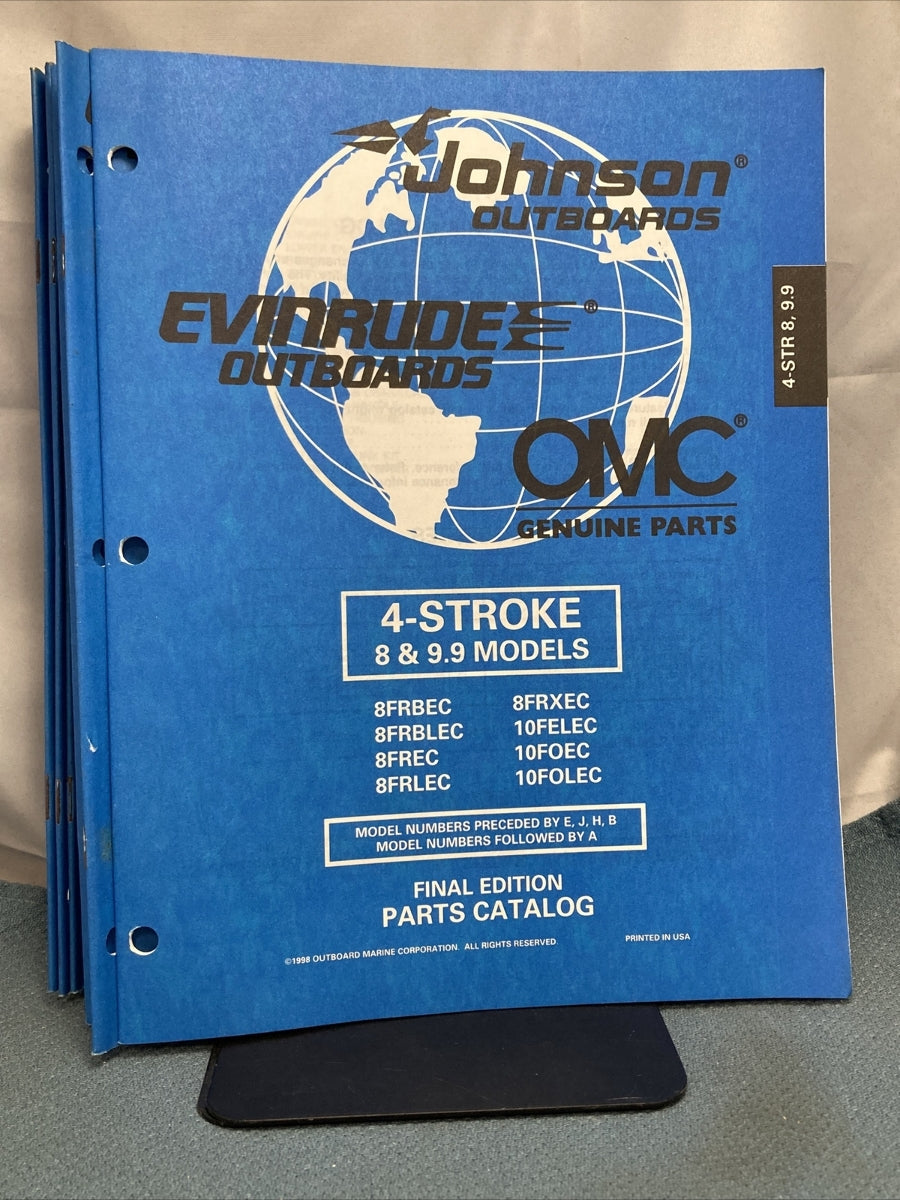 Johnson®
OUTBOARDS
EVINRUDE®
OUTBOARDS
4-STR 8, 9.9
OMC®
GENUINE PARTS
4-STROKE
8 & 9.9 MODELS
8FRBEC 8FRXEC
8FRBLEC 10FELEC
8FREC 10FOEC
8FRLEC 10FOLEC
MODEL NUMBERS PRECEDED BY E, J, H, B
MODEL NUMBERS FOLLOWED BY A
FINAL EDITION
PARTS CATALOG
©1998 OUTBOARD MARINE CORPORATION. ALL RIGHTS RESERVED. PRINTED IN USA